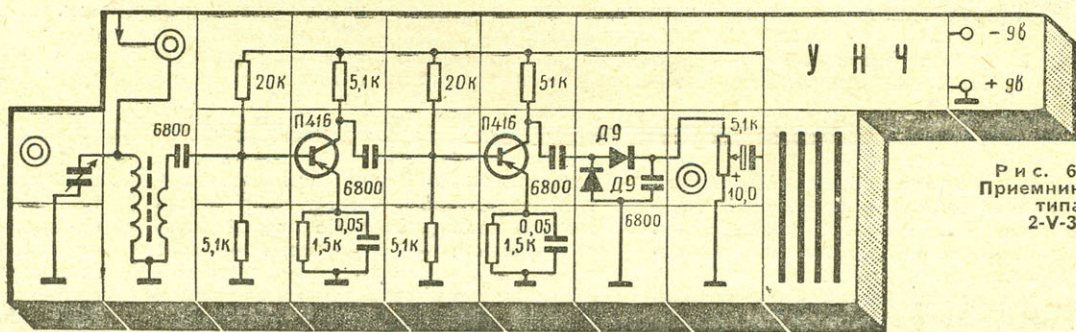 УНЧ
- 9в
+ 9в
20к
5,1к
20к
51к
П416
П416
6800
6800
6800
Д9
Д9
6800
5,1к
+
10,0
5,1к
1,5к
0,05
5,1к
1,5к
0,05
Рис. 6
Приемник
типа
2-V-3